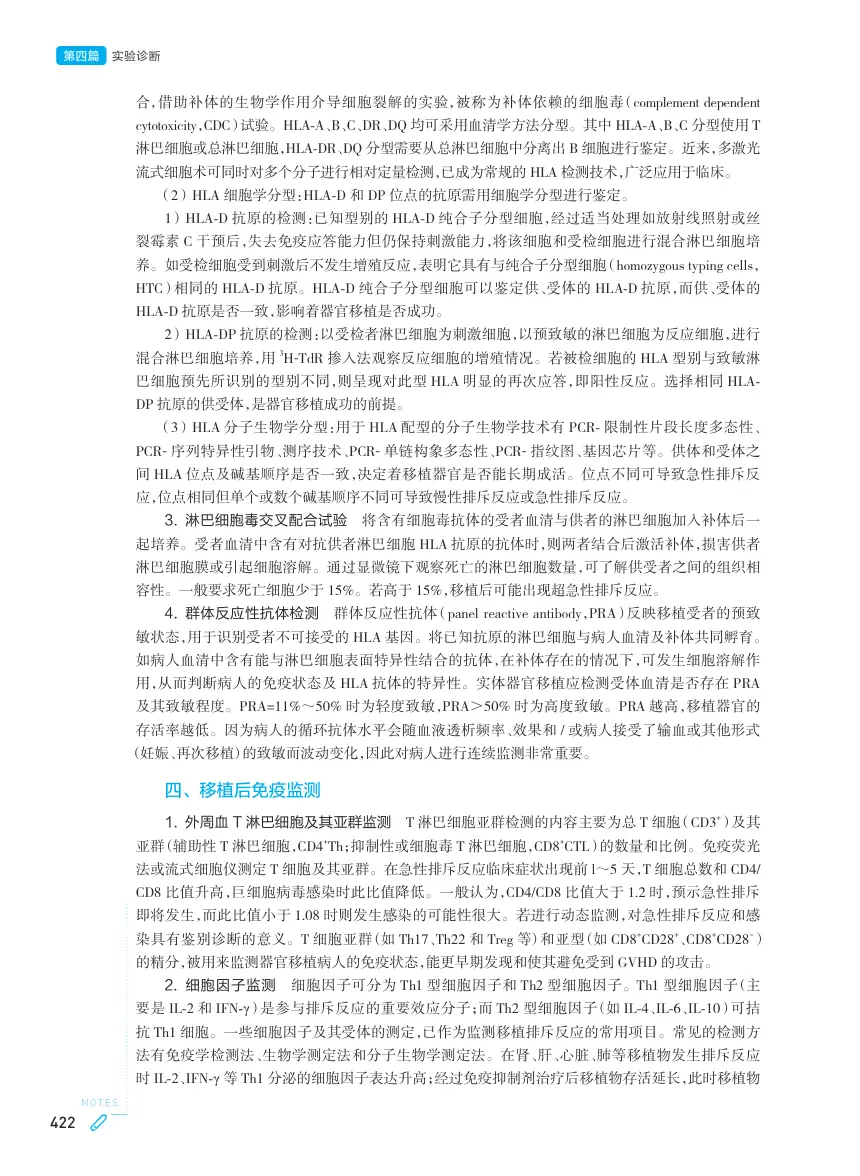 第四篇 实验诊断
合,借助补体的生物学作用介导细胞裂解的实验,被称为补体依赖的细胞毒(complement dependent
cytotoxicity,CDC)试验。HLA-A、B、C、DR、DQ 均可采用血清学方法分型。其中 HLA-A、B、C 分型使用 T
淋巴细胞或总淋巴细胞,HLA-DR、DQ 分型需要从总淋巴细胞中分离出 B 细胞进行鉴定。近来,多激光
流式细胞术可同时对多个分子进行相对定量检测,已成为常规的 HLA 检测技术,广泛应用于临床。
(2)HLA 细胞学分型:HLA-D 和 DP 位点的抗原需用细胞学分型进行鉴定。
1)HLA-D 抗原的检测:已知型别的 HLA-D 纯合子分型细胞,经过适当处理如放射线照射或丝
裂霉素 C 干预后,失去免疫应答能力但仍保持刺激能力,将该细胞和受检细胞进行混合淋巴细胞培
养。如受检细胞受到刺激后不发生增殖反应,表明它具有与纯合子分型细胞(homozygous typing cells,
HTC)相同的 HLA-D 抗原。HLA-D 纯合子分型细胞可以鉴定供、受体的 HLA-D 抗原,而供、受体的
HLA-D 抗原是否一致,影响着器官移植是否成功。
2)HLA-DP 抗原的检测:以受检者淋巴细胞为刺激细胞,以预致敏的淋巴细胞为反应细胞,进行
混合淋巴细胞培养,用 ³H-TdR 掺入法观察反应细胞的增殖情况。若被检细胞的 HLA 型别与致敏淋
巴细胞预先所识别的型别不同,则呈现对此型 HLA 明显的再次应答,即阳性反应。选择相同 HLA-
DP 抗原的供受体,是器官移植成功的前提。
(3)HLA 分子生物学分型:用于 HLA 配型的分子生物学技术有 PCR- 限制性片段长度多态性、
PCR- 序列特异性引物、测序技术、PCR- 单链构象多态性、PCR- 指纹图、基因芯片等。供体和受体之
间 HLA 位点及碱基顺序是否一致,决定着移植器官是否能长期成活。位点不同可导致急性排斥反
应,位点相同但单个或数个碱基顺序不同可导致慢性排斥反应或急性排斥反应。
3. 淋巴细胞毒交叉配合试验 将含有细胞毒抗体的受者血清与供者的淋巴细胞加入补体后一
起培养。受者血清中含有对抗供者淋巴细胞 HLA 抗原的抗体时,则两者结合后激活补体,损害供者
淋巴细胞膜或引起细胞溶解。通过显微镜下观察死亡的淋巴细胞数量,可了解供受者之间的组织相
容性。一般要求死亡细胞少于 15%。若高于 15%,移植后可能出现超急性排斥反应。
4. 群体反应性抗体检测 群体反应性抗体(panel reactive antibody,PRA)反映移植受者的预致
敏状态,用于识别受者不可接受的 HLA 基因。将已知抗原的淋巴细胞与病人血清及补体共同孵育。
如病人血清中含有能与淋巴细胞表面特异性结合的抗体,在补体存在的情况下,可发生细胞溶解作
用,从而判断病人的免疫状态及 HLA 抗体的特异性。实体器官移植应检测受体血清是否存在 PRA
及其致敏程度。PRA=11%～50% 时为轻度致敏,PRA＞50% 时为高度致敏。PRA 越高,移植器官的
存活率越低。因为病人的循环抗体水平会随血液透析频率、效果和 / 或病人接受了输血或其他形式
(妊娠、再次移植)的致敏而波动变化,因此对病人进行连续监测非常重要。
四、移植后免疫监测
1. 外周血 T 淋巴细胞及其亚群监测 T 淋巴细胞亚群检测的内容主要为总 T 细胞(CD3⁺)及其
亚群(辅助性 T 淋巴细胞,CD4⁺Th;抑制性或细胞毒 T 淋巴细胞,CD8⁺CTL)的数量和比例。免疫荧光
法或流式细胞仪测定 T 细胞及其亚群。在急性排斥反应临床症状出现前 1～5 天,T 细胞总数和 CD4/
CD8 比值升高,巨细胞病毒感染时此比值降低。一般认为,CD4/CD8 比值大于 1.2 时,预示急性排斥
即将发生,而此比值小于 1.08 时则发生感染的可能性很大。若进行动态监测,对急性排斥反应和感
染具有鉴别诊断的意义。T 细胞亚群(如 Th17、Th22 和 Treg 等)和亚型(如 CD8⁺CD28⁺、CD8⁺CD28⁻)
的精分,被用来监测器官移植病人的免疫状态,能更早期发现和使其避免受到 GVHD 的攻击。
2. 细胞因子监测 细胞因子可分为 Th1 型细胞因子和 Th2 型细胞因子。Th1 型细胞因子(主
要是 IL-2 和 IFN-γ)是参与排斥反应的重要效应分子;而 Th2 型细胞因子(如 IL-4、IL-6、IL-10)可拮
抗 Th1 细胞。一些细胞因子及其受体的测定,已作为监测移植排斥反应的常用项目。常见的检测方
法有免疫学检测法、生物学测定法和分子生物学测定法。在肾、肝、心脏、肺等移植物发生排斥反应
时 IL-2、IFN-γ 等 Th1 分泌的细胞因子表达升高;经过免疫抑制剂治疗后移植物存活延长,此时移植物
NOTES
422